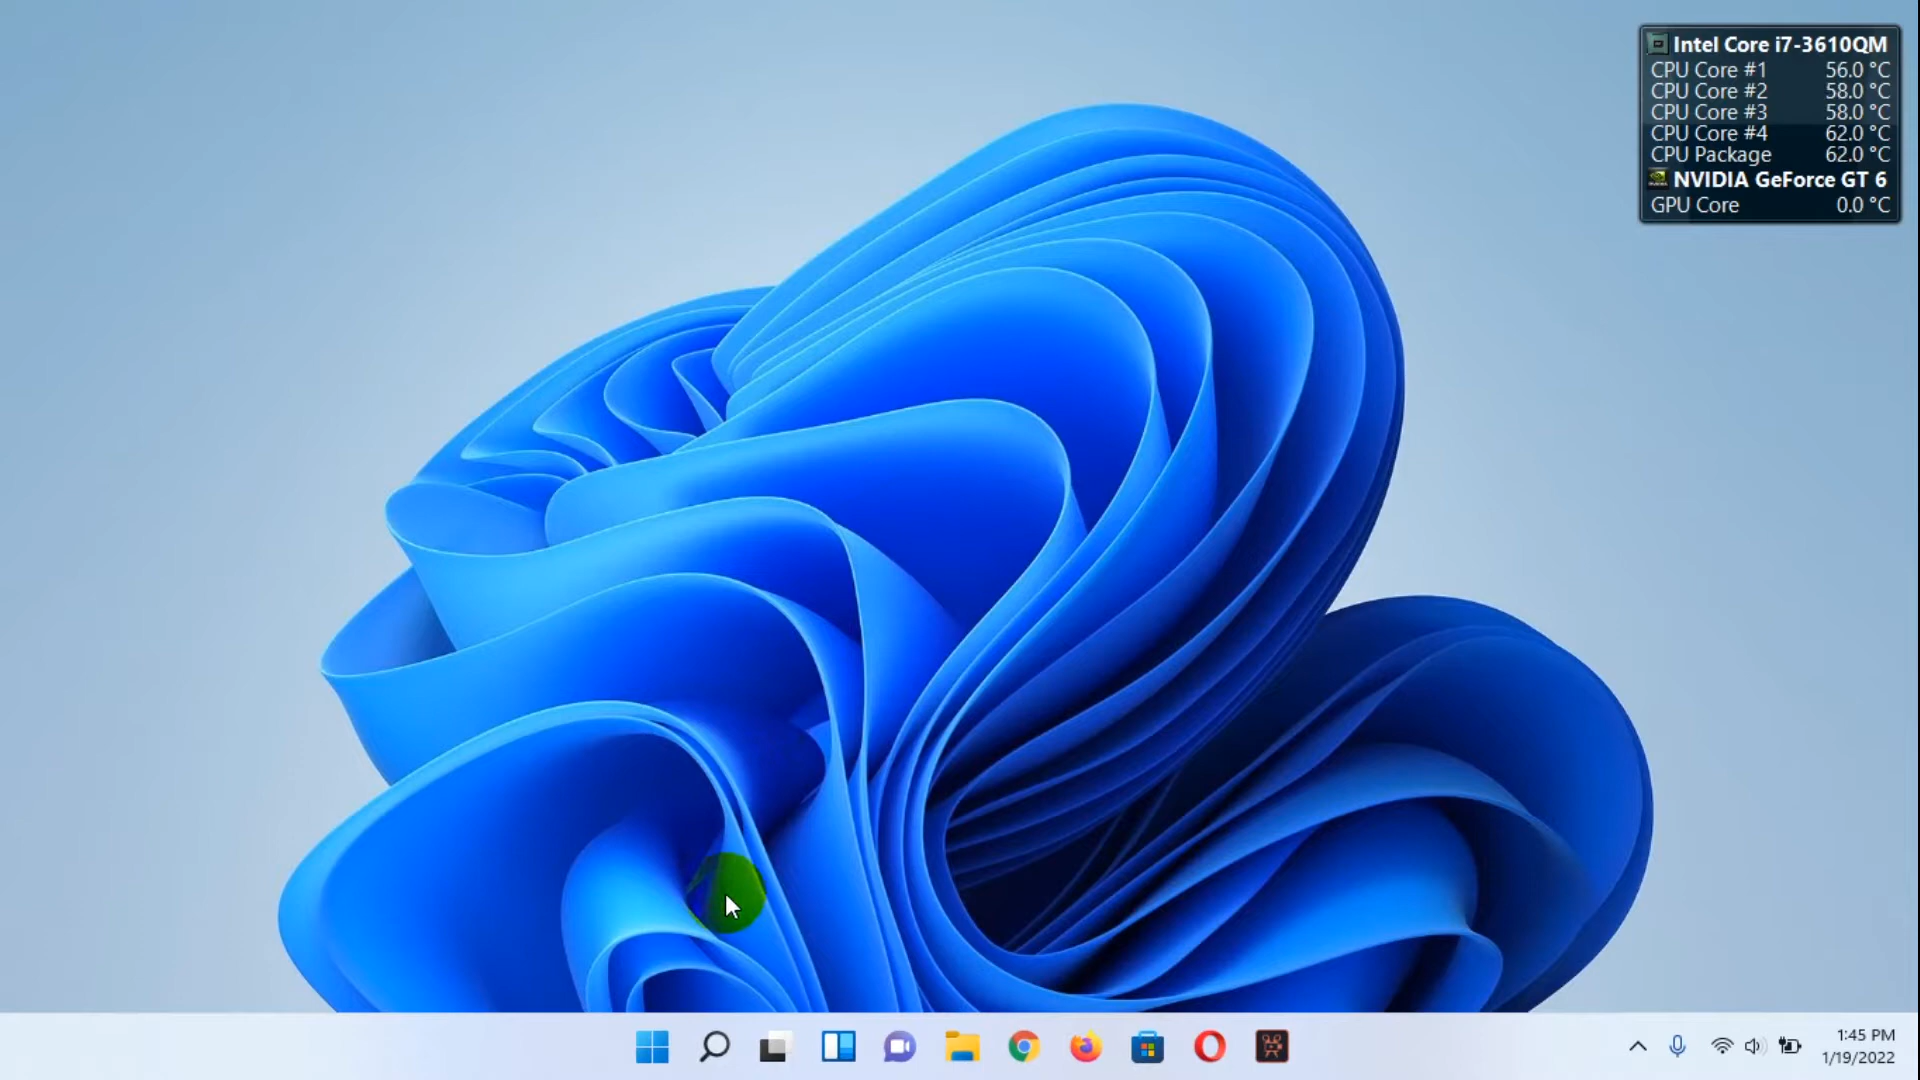 Intel Core i7-3610QM
CPU Core #1 56.0 °C
CPU Core #2 58.0 °C
CPU Core #3 58.0 °C
CPU Core #4 62.0 °C
CPU Package 62.0 °C
NVIDIA GeForce GT 6
GPU Core 0.0 °C
1:45 PM
1/19/2022